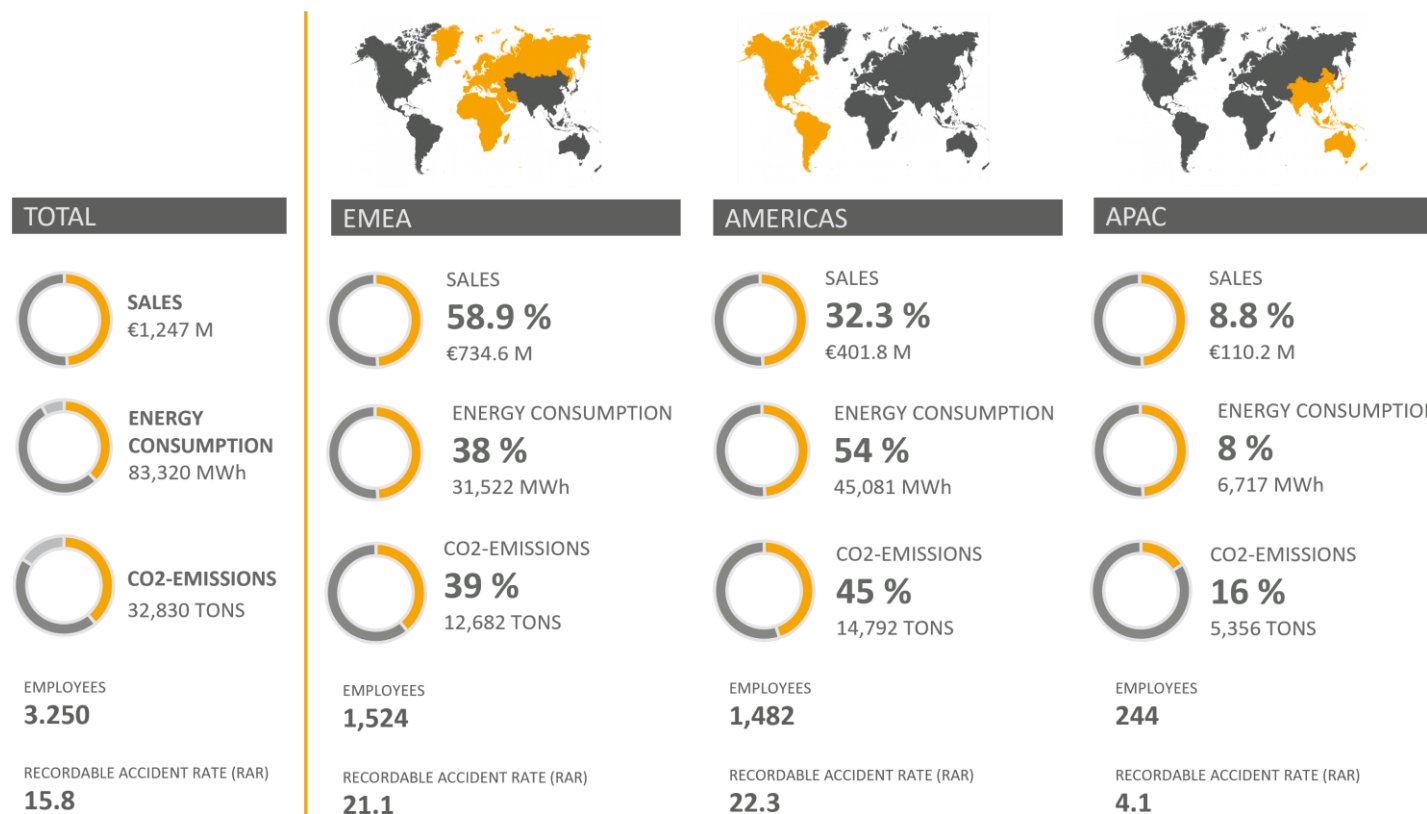 TOTAL
SALES
€1,247 M
ENERGY
CONSUMPTION
83,320 MWh
CO2-EMISSIONS
32,830 TONS
EMPLOYEES
3.250
RECORDABLE ACCIDENT RATE (RAR)
15.8
EMEA
SALES
58.9 %
€734.6 M
ENERGY CONSUMPTION
38 %
31,522 MWh
CO2-EMISSIONS
39 %
12,682 TONS
EMPLOYEES
1,524
RECORDABLE ACCIDENT RATE (RAR)
21.1
AMERICAS
SALES
32.3 %
€401.8 M
ENERGY CONSUMPTION
54 %
45,081 MWh
CO2-EMISSIONS
45 %
14,792 TONS
EMPLOYEES
1,482
RECORDABLE ACCIDENT RATE (RAR)
22.3
APAC
SALES
8.8 %
€110.2 M
ENERGY CONSUMPTION
8 %
6,717 MWh
CO2-EMISSIONS
16 %
5,356 TONS
EMPLOYEES
244
RECORDABLE ACCIDENT RATE (RAR)
4.1